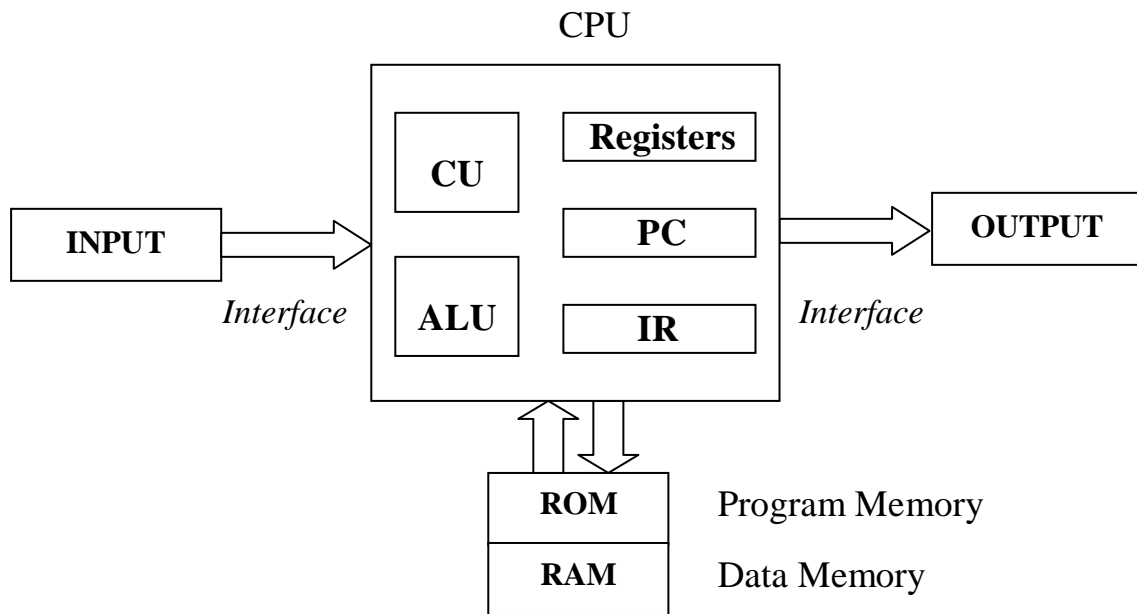 CPU
CU
Registers
INPUT
PC
OUTPUT
Interface
ALU
IR
Interface
ROM
Program Memory
RAM
Data Memory